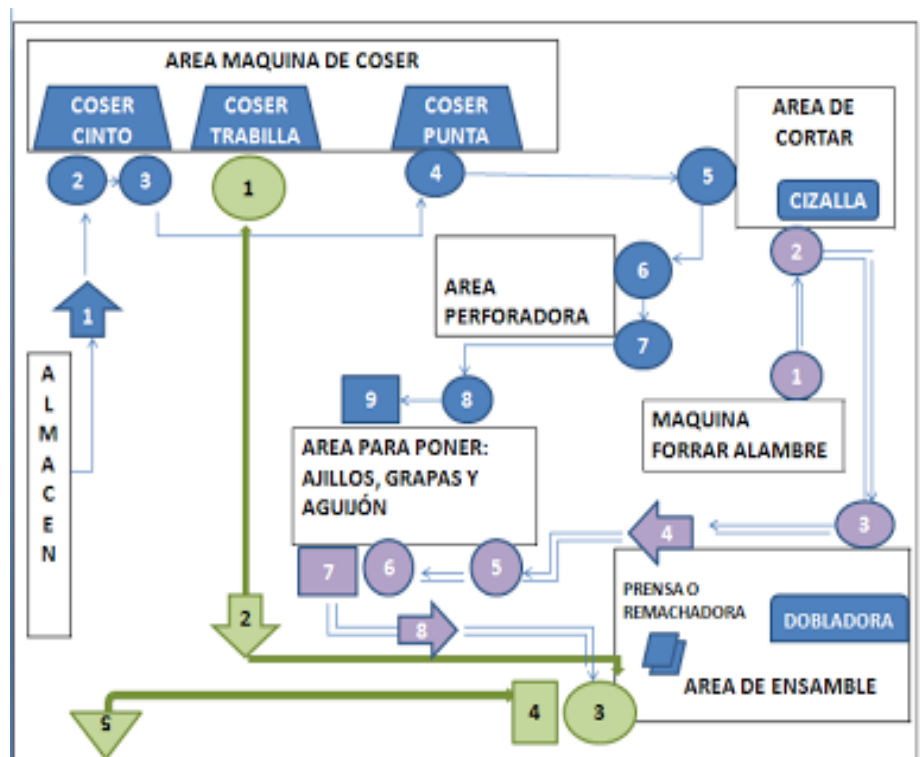 AREA MAQUINA DE COSER
COSER
CINTO
COSER
TRABILLA
COSER
PUNTA
AREA DE
CORTAR
CIZALLA
2
3
1
4
5
2
6
AREA
PERFORADORA
7
1
1
A
L
M
A
C
E
N
9
8
MAQUINA
FORRAR ALAMBRE
AREA PARA PONER:
AJILLOS, GRAPAS Y
AGUIJÓN
4
3
7
6
5
PRENSA O
REMACHADORA
DOBLADORA
2
8
AREA DE ENSAMBLE
5
4
3